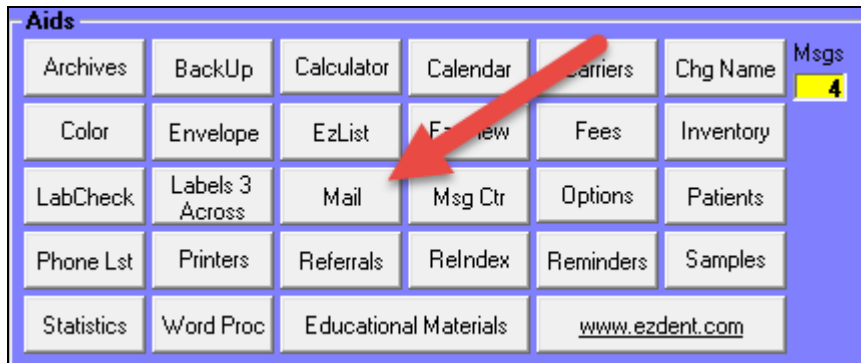 Aids
Archives
BackUp
Calculator
Calendar
Carriers
Chg Name
Msgs
4
Color
Envelope
EzList
Fees
Inventory
LabCheck
Labels 3
Across
Mail
Msg Ctr
Options
Patients
Phone Lst
Printers
Referrals
ReIndex
Reminders
Samples
Statistics
Word Proc
Educational Materials
www.ezdent.com